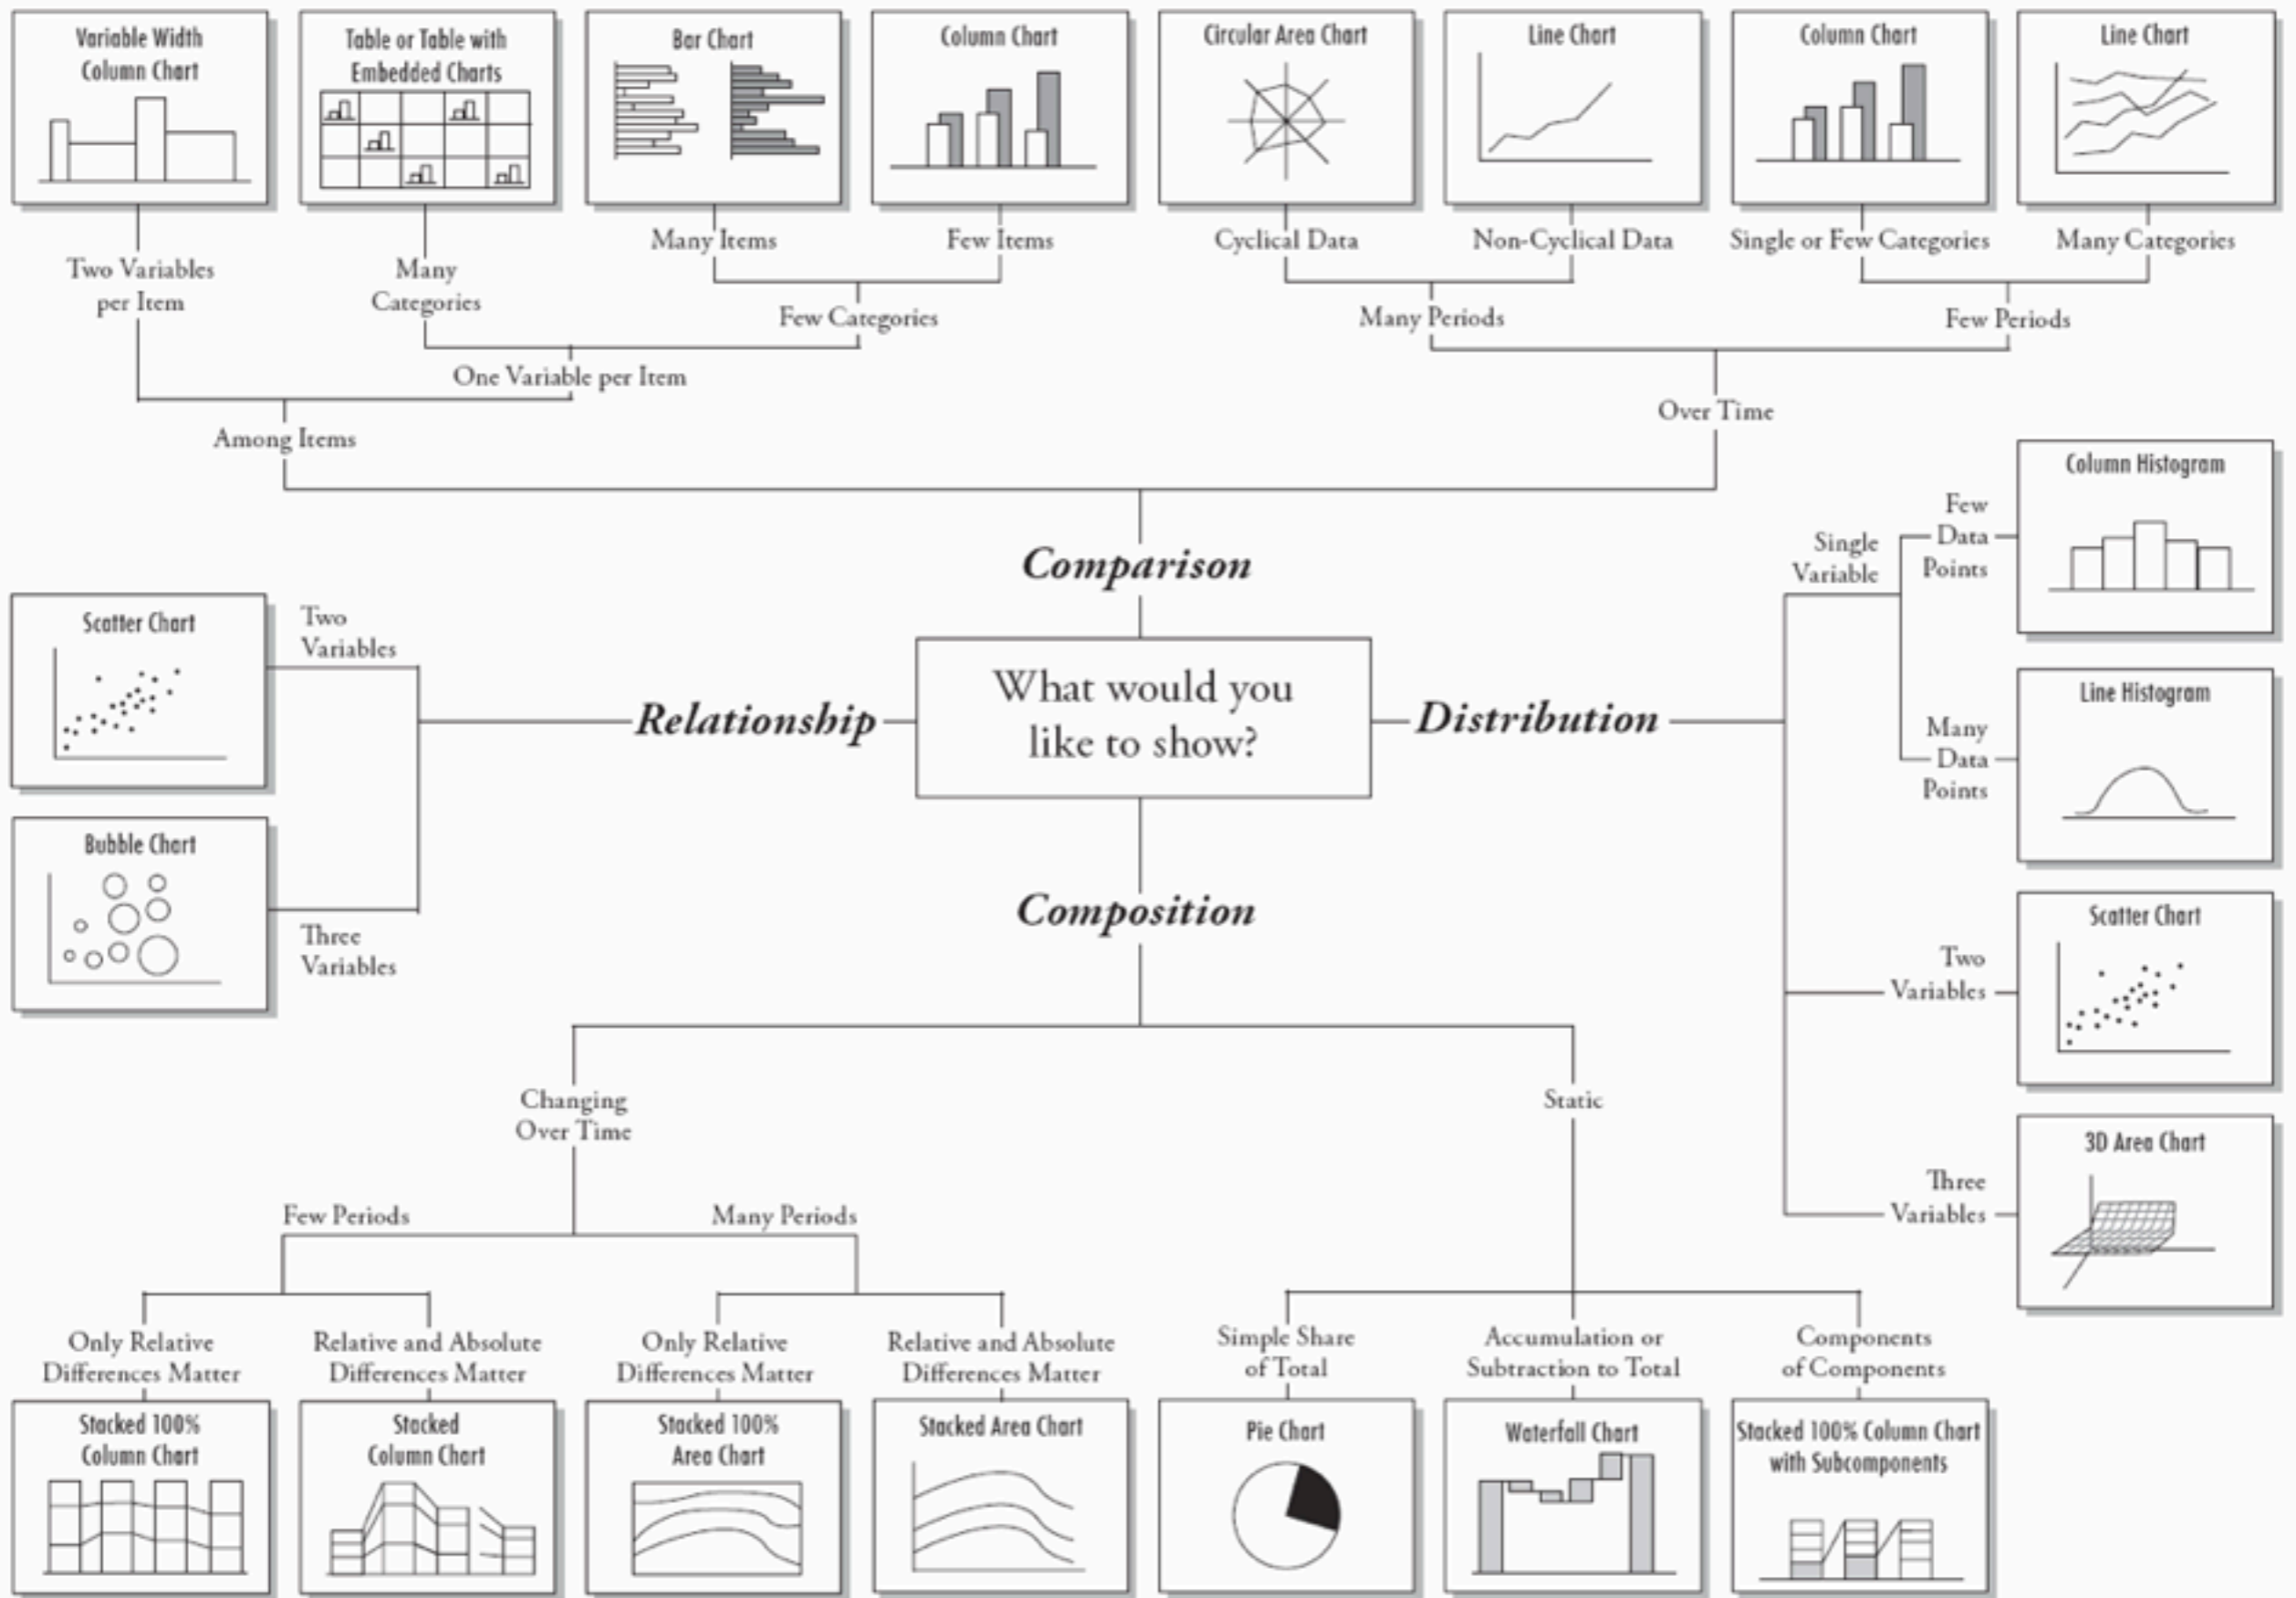 Variable Width
Column Chart
Table or Table with
Embedded Charts
Bar Chart
Column Chart
Circular Area Chart
Line Chart
Column Chart
Line Chart
Two Variables
per Item
Many
Categories
Many Items
Few Items
Cyclical Data
Non-Cyclical Data
Single or Few Categories
Many Categories
Few Categories
Many Periods
Few Periods
One Variable per Item
Over Time
Among Items
Comparison
What would you
like to show?
Relationship
Two
Variables
Scatter Chart
Three
Variables
Bubble Chart
Distribution
Single
Variable
Few
Data
Points
Column Histogram
Many
Data
Points
Line Histogram
Two
Variables
Scatter Chart
Three
Variables
3D Area Chart
Composition
Changing
Over Time
Static
Few Periods
Many Periods
Only Relative
Differences Matter
Relative and Absolute
Differences Matter
Only Relative
Differences Matter
Relative and Absolute
Differences Matter
Simple Share
of Total
Accumulation or
Subtraction to Total
Components
of Components
Stacked 100%
Column Chart
Stacked
Column Chart
Stacked 100%
Area Chart
Stacked Area Chart
Pie Chart
Waterfall Chart
Stacked 100% Column Chart
with Subcomponents